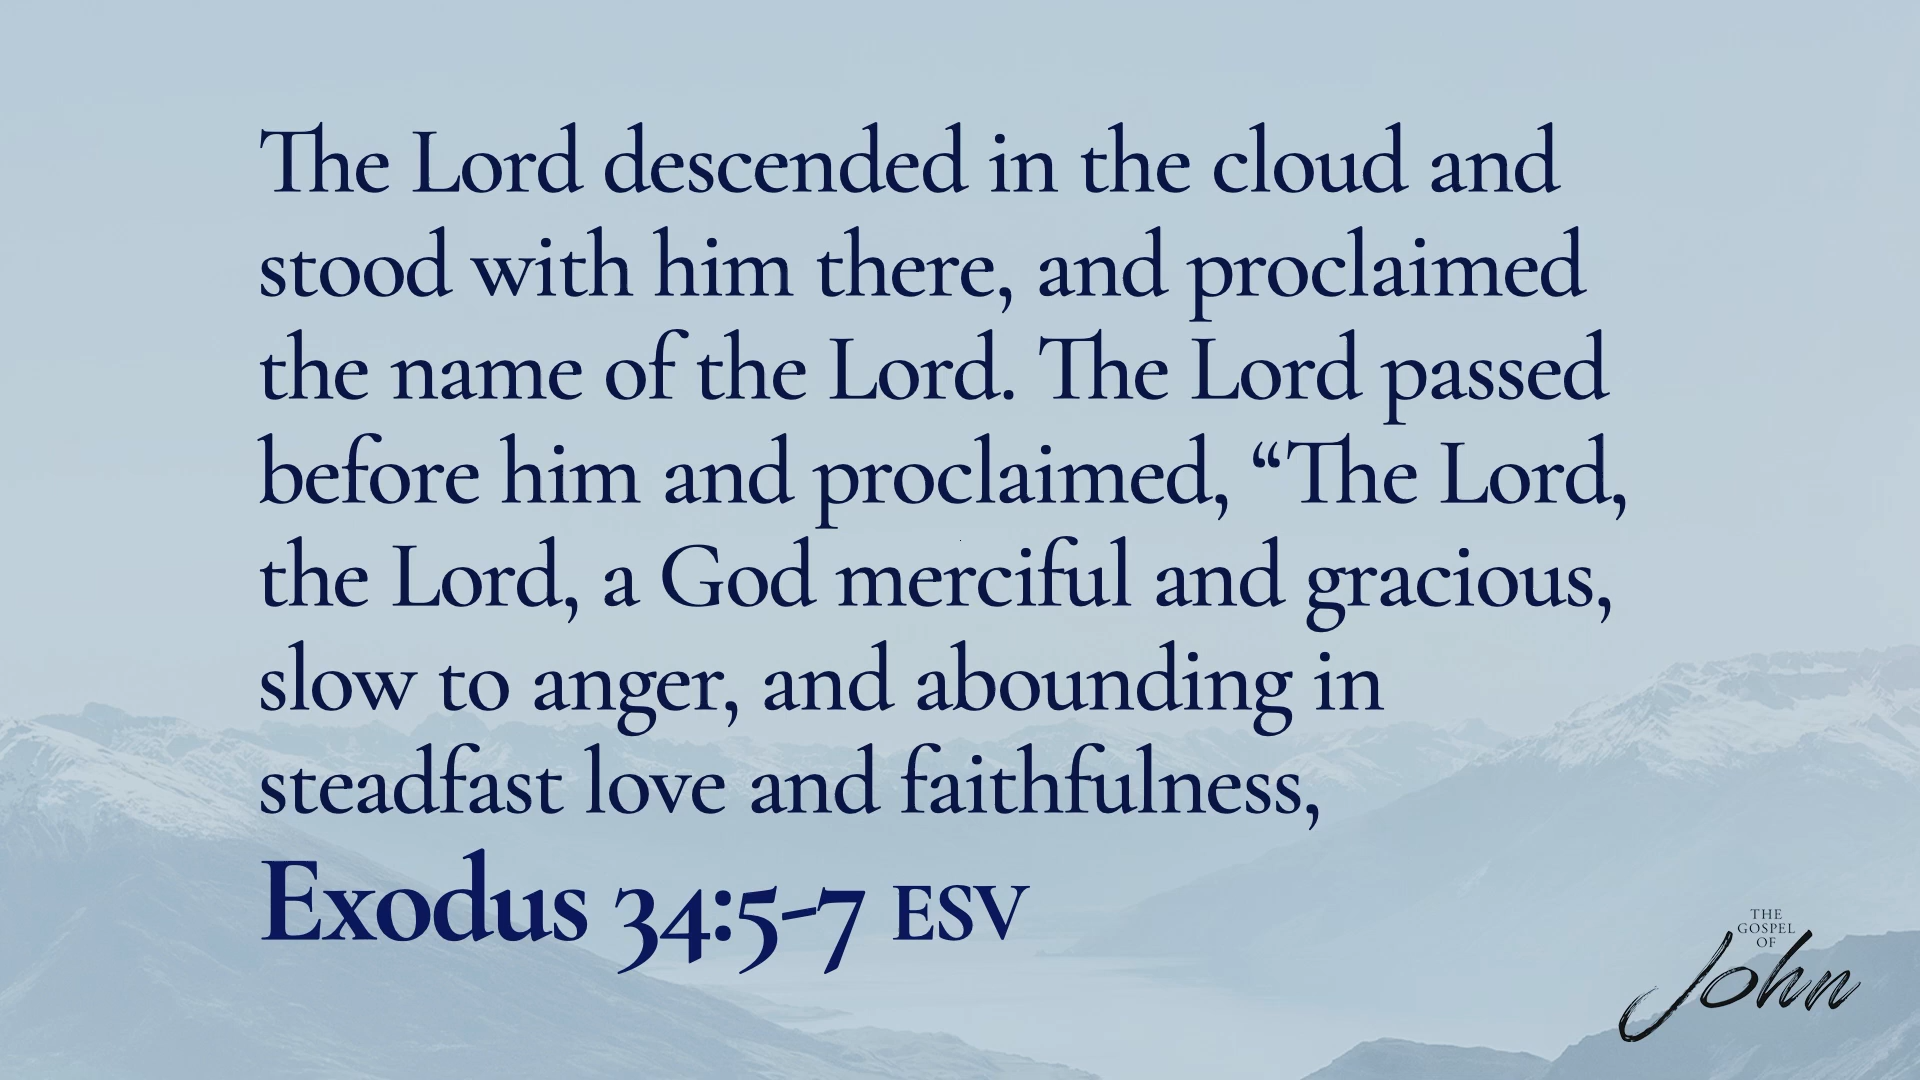 The Lord descended in the cloud and
stood with him there, and proclaimed
the name of the Lord. The Lord passed
before him and proclaimed, “The Lord,
the Lord, a God merciful and gracious,
slow to anger, and abounding in
steadfast love and faithfulness,
Exodus 34:5-7 ESV
THE
GOSPEL
OF
John